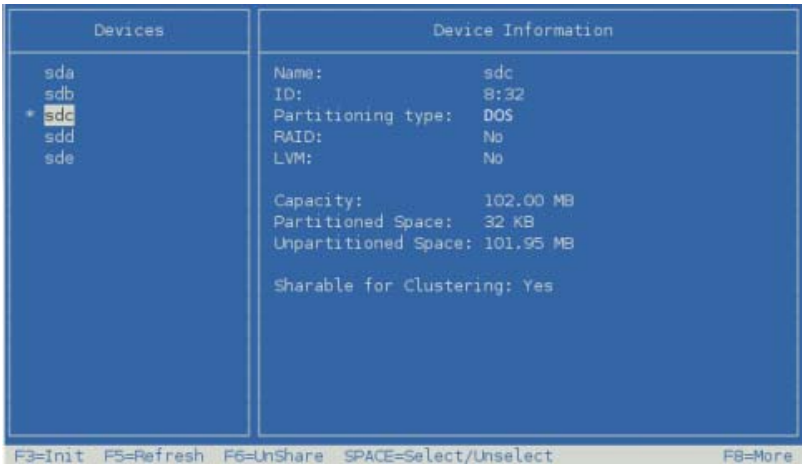 Devices
Device Information
sda
sdb
* sdc
sdd
sde
Name: sdc
ID: 8:32
Partitioning type: DOS
RAID: No
LVM: No
Capacity: 102.00 MB
Partitioned Space: 32 KB
Unpartitioned Space: 101.95 MB
Sharable for Clustering: Yes
F3=Init F5=Refresh F6=UnShare SPACE=Select/Unselect F8=More